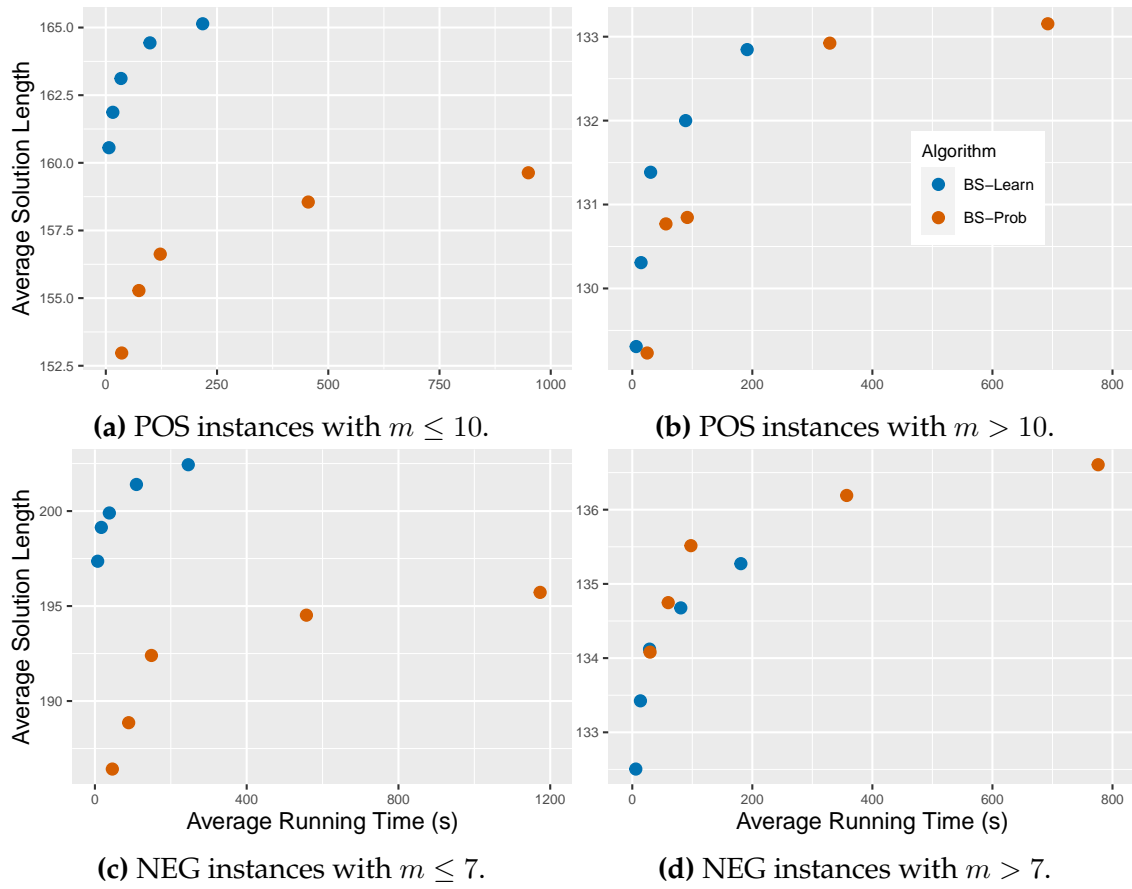 165.0
162.5
160.0
157.5
155.0
152.5
Average Solution Length
0 250 500 750 1000
(a) POS instances with m ≤ 10.
133
132
131
130
Algorithm
BS−Learn
BS−Prob
0 200 400 600 800
(b) POS instances with m > 10.
200
195
190
Average Solution Length
0 400 800 1200
Average Running Time (s)
(c) NEG instances with m ≤ 7.
136
135
134
133
0 200 400 600 800
Average Running Time (s)
(d) NEG instances with m > 7.